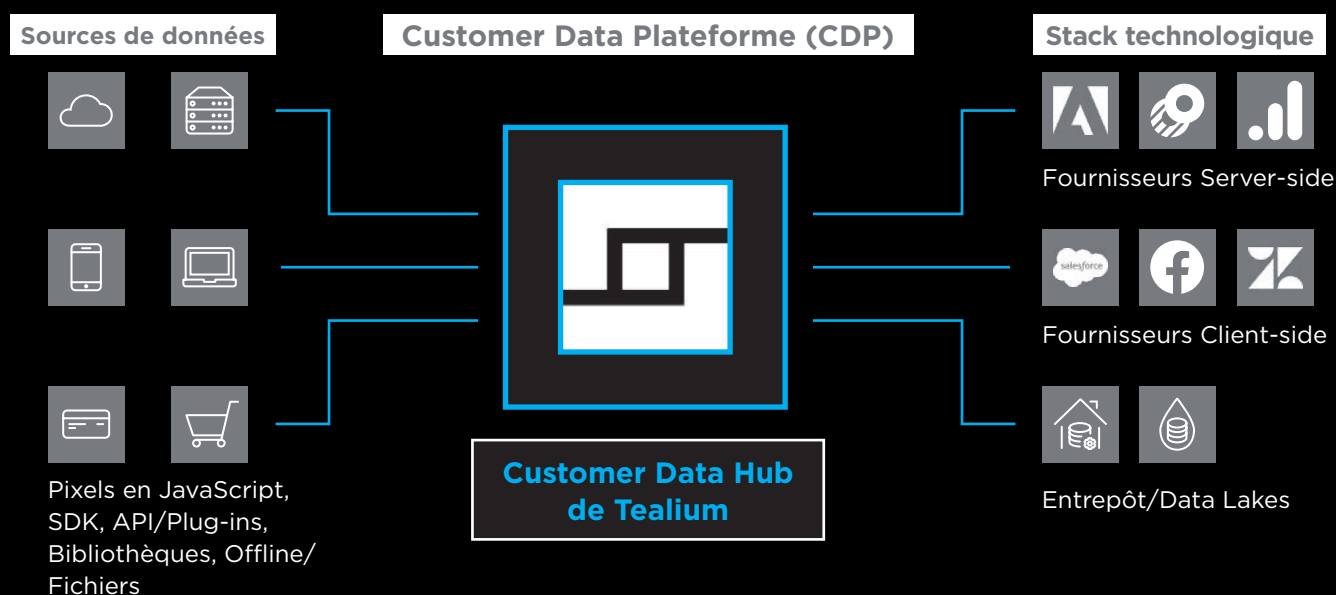 Sources de données
Customer Data Plateforme (CDP)
Stack technologique
Fournisseurs Server-side
salesforce
Fournisseurs Client-side
Customer Data Hub
de Tealium
Pixels en JavaScript,
SDK, API/Plug-ins,
Bibliothèques, Offline/
Fichiers
Entrepôt/Data Lakes